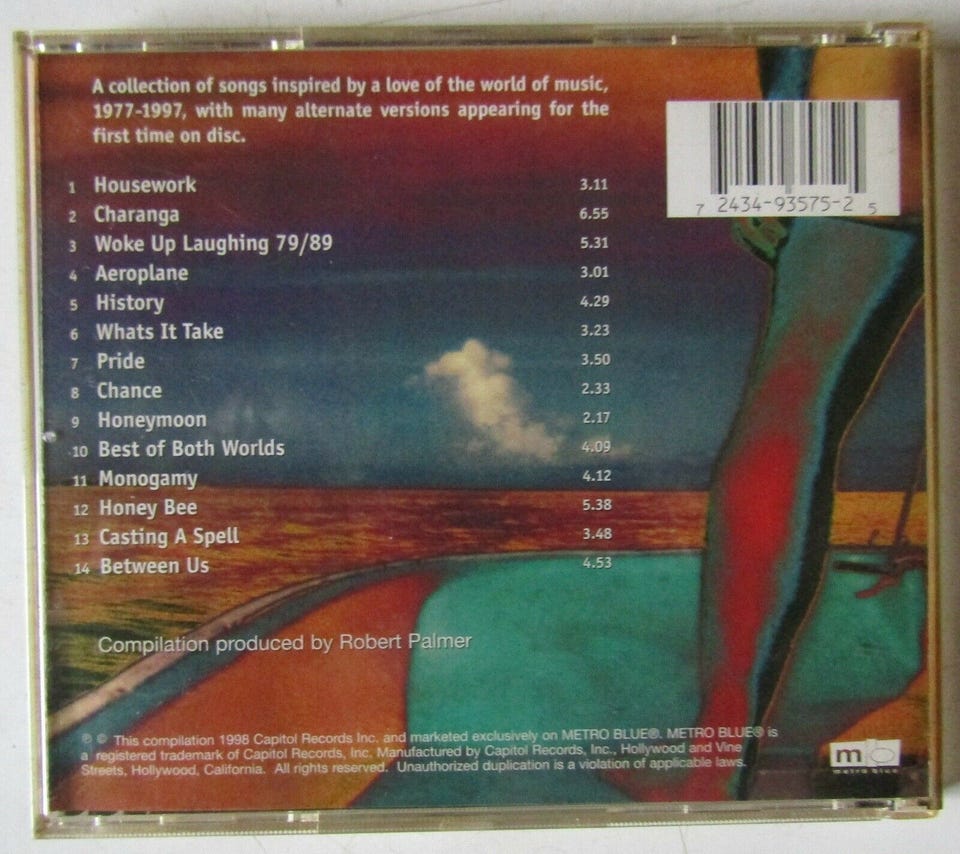 A collection of songs inspired by a love of the world of music,
1977-1997, with many alternate versions appearing for the
first time on disc.
1 Housework 3.11
2 Charanga 6.55
3 Woke Up Laughing 79/89 5.31
4 Aeroplane 3.01
5 History 4.29
6 Whats It Take 3.23
7 Pride 3.50
8 Chance 2.33
9 Honeymoon 2.17
10 Best of Both Worlds 4.09
11 Monogamy 4.12
12 Honey Bee 5.38
13 Casting A Spell 3.48
14 Between Us 4.53
7 2434-93575-2 5
Compilation produced by Robert Palmer
℗ © This compilation 1998 Capitol Records Inc. and marketed exclusively on METRO BLUE®. METRO BLUE® is
a registered trademark of Capitol Records, Inc. Manufactured by Capitol Records, Inc., Hollywood and Vine
Streets, Hollywood, California. All rights reserved. Unauthorized duplication is a violation of applicable laws.
m b
metro blue